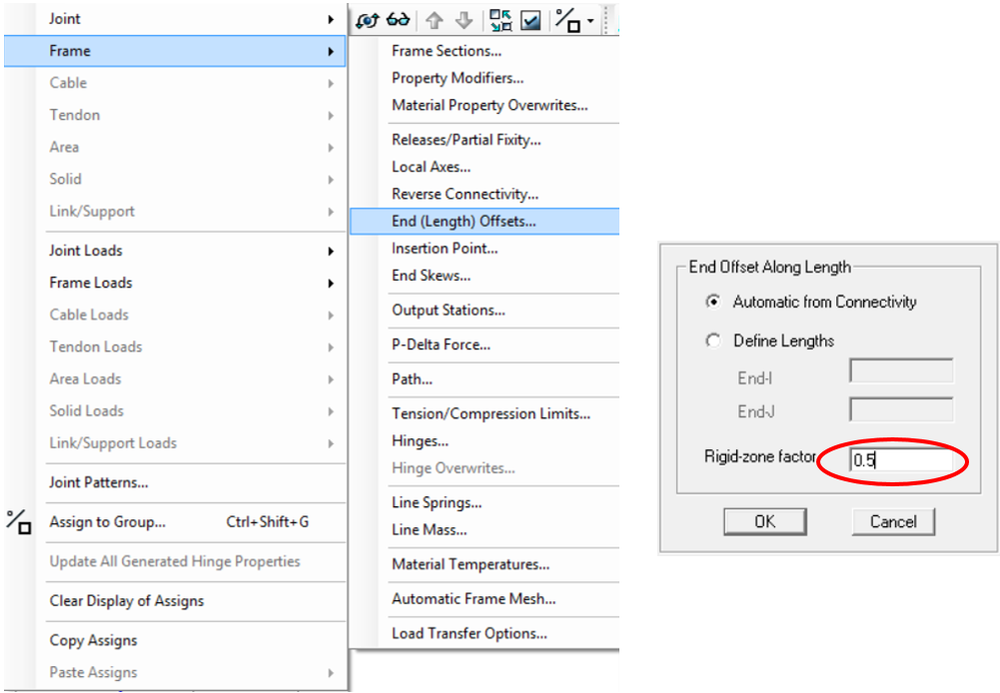 Joint
Frame
Cable
Tendon
Area
Solid
Link/Support
Joint Loads
Frame Loads
Cable Loads
Tendon Loads
Area Loads
Solid Loads
Link/Support Loads
Joint Patterns...
Assign to Group... Ctrl+Shift+G
Update All Generated Hinge Properties
Clear Display of Assigns
Copy Assigns
Paste Assigns
Frame Sections...
Property Modifiers...
Material Property Overwrites...
Releases/Partial Fixity...
Local Axes...
Reverse Connectivity...
End (Length) Offsets...
Insertion Point...
End Skews...
Output Stations...
P-Delta Force...
Path...
Tension/Compression Limits...
Hinges...
Hinge Overwrites...
Line Springs...
Line Mass...
Material Temperatures...
Automatic Frame Mesh...
Load Transfer Options...
End Offset Along Length
Automatic from Connectivity
Define Lengths
End-I
End-J
Rigid-zone factor 0.5
OK Cancel